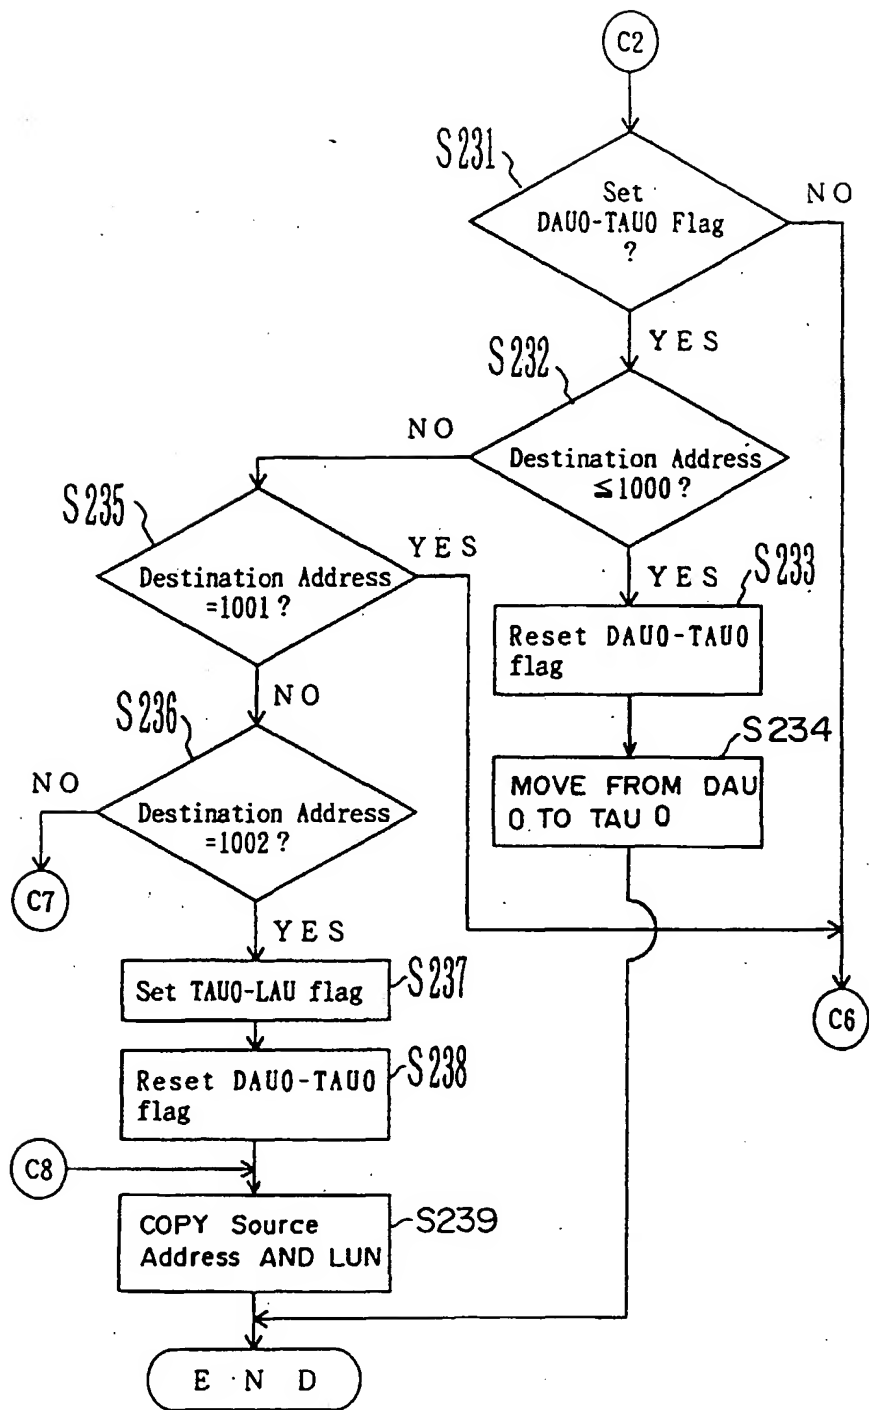 C2
S231
Set
DAU0-TAU0 Flag
?
NO
YES
S232
NO
Destination Address
≦1000?
S235
YES
YES
S233
Destination Address
=1001?
Reset DAU0-TAU0
flag
NO
S236
S234
NO
MOVE FROM DAU
0 TO TAU 0
Destination Address
=1002?
C7
YES
Set TAU0-LAU flag
S237
C6
Reset DAU0-TAU0
flag
S238
C8
COPY Source
Address AND LUN
S239
E N D